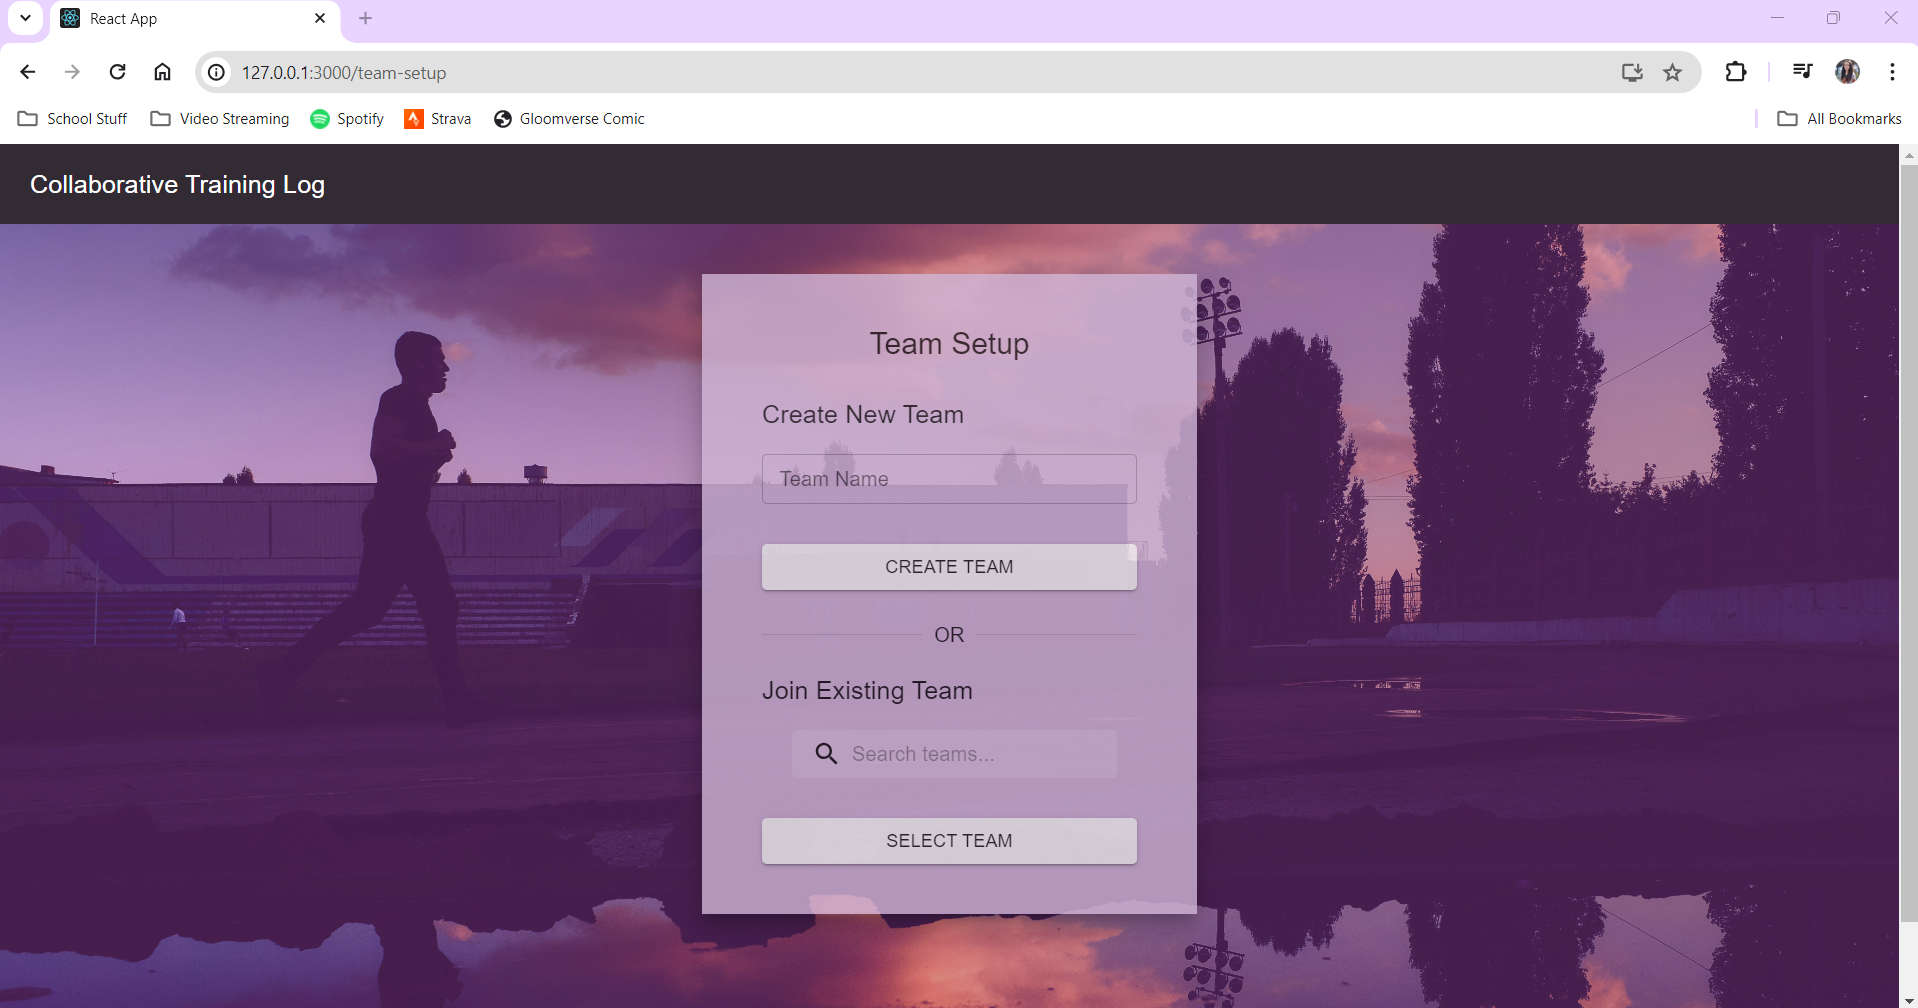 React App
127.0.0.1:3000/team-setup
School Stuff Video Streaming Spotify Strava Gloomverse Comic All Bookmarks
Collaborative Training Log
Team Setup
Create New Team
Team Name
CREATE TEAM
OR
Join Existing Team
Search teams...
SELECT TEAM